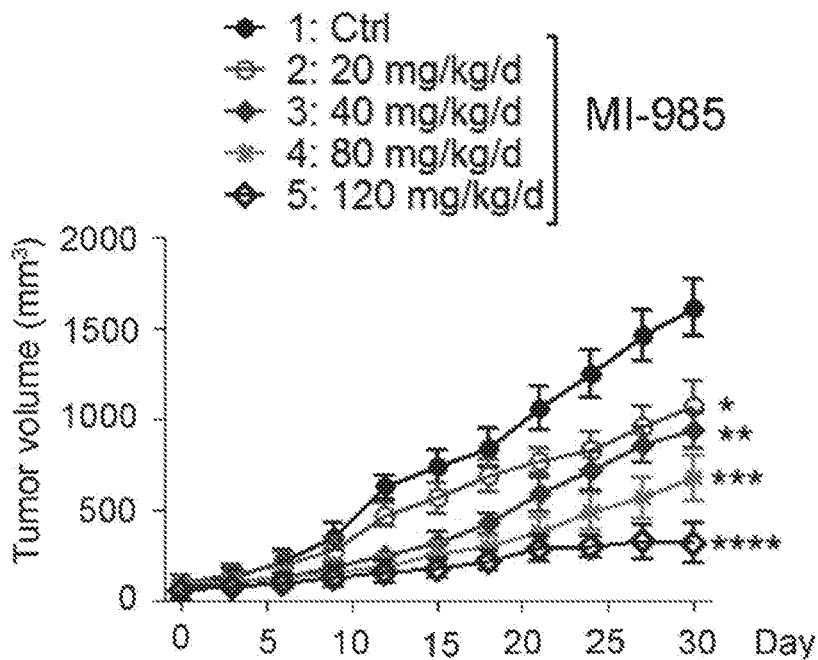 1: Ctrl
2: 20 mg/kg/d
3: 40 mg/kg/d
4: 80 mg/kg/d
5: 120 mg/kg/d
MI-985
Tumor volume (mm³)
2000
1500
1000
500
0
*
**
***
****
0 5 10 15 20 25 30 Day